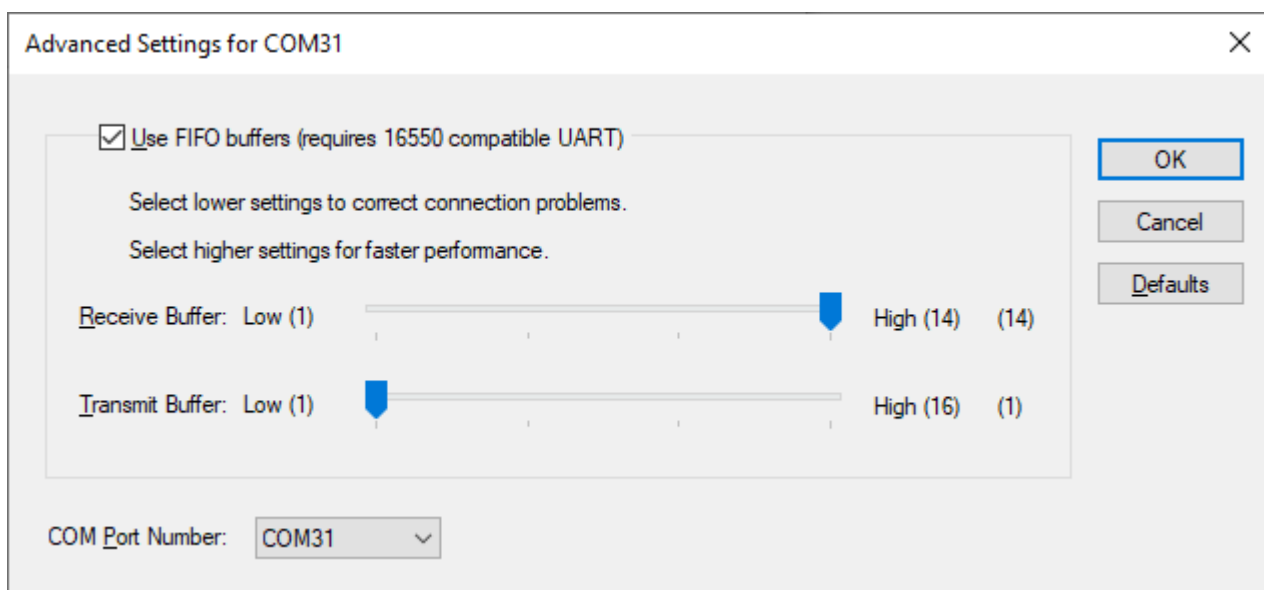 Advanced Settings for COM31
Use FIFO buffers (requires 16550 compatible UART)
OK
Select lower settings to correct connection problems.
Cancel
Select higher settings for faster performance.
Defaults
Receive Buffer: Low (1) High (14) (14)
Transmit Buffer: Low (1) High (16) (1)
COM Port Number: COM31